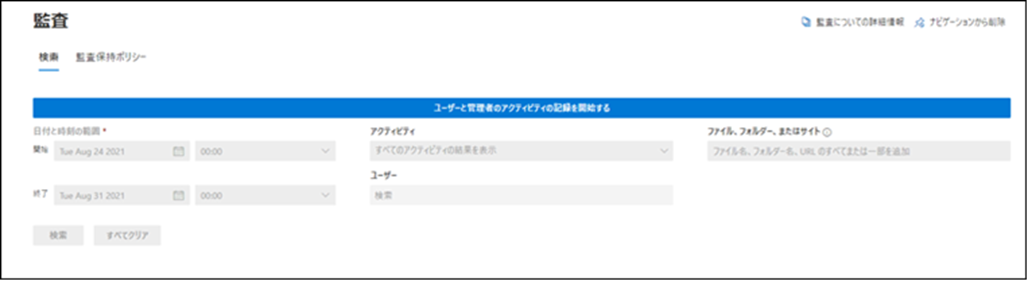 監査
監査についての詳細情報 ナビゲーションから削除
検索 監査保持ポリシー
ユーザーと管理者のアクティビティの記録を開始する
日付と時刻の範囲 * アクティビティ ファイル、フォルダー、またはサイト
開始 Tue Aug 24 2021 00:00 すべてのアクティビティの結果を表示 ファイル名、フォルダー名、URL のすべてまたは一部を追加
ユーザー
終了 Tue Aug 31 2021 00:00 検索
検索 すべてクリア